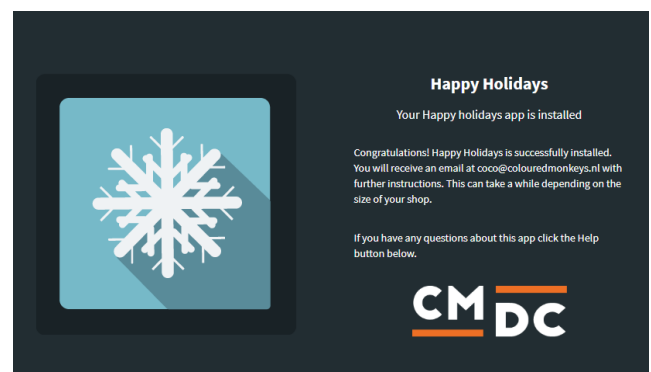 Happy Holidays
Your Happy holidays app is installed
Congratulations! Happy Holidays is successfully installed.
You will receive an email at coco@colouredmonkeys.nl with
further instructions. This can take a while depending on the
size of your shop.
If you have any questions about this app click the Help
button below.
CM
DC